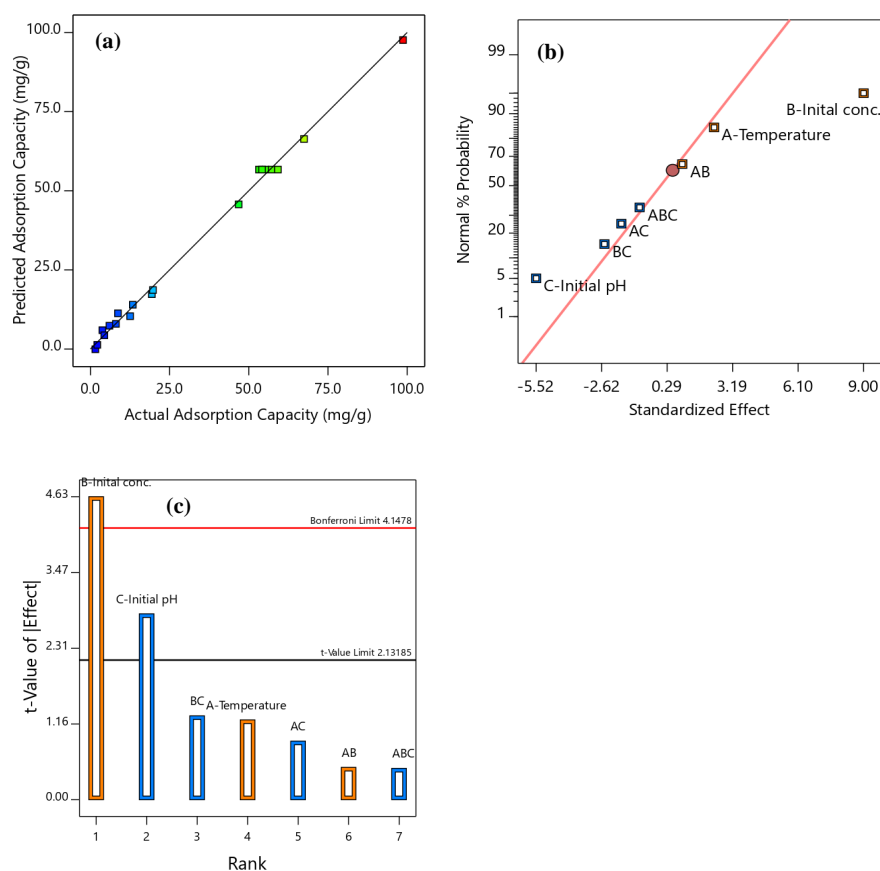 (a)
100.0
75.0
50.0
25.0
0.0
Predicted Adsorption Capacity (mg/g)
0.0 25.0 50.0 75.0 100.0
Actual Adsorption Capacity (mg/g)
(b)
99
90
70
50
20
5
1
Normal % Probability
B-Inital conc.
A-Temperature
AB
ABC
AC
BC
C-Initial pH
-5.52 -2.62 0.29 3.19 6.10 9.00
Standardized Effect
(c)
4.63
3.47
2.31
1.16
0.00
t-Value of |Effect|
B-Inital conc.
Bonferroni Limit 4.1478
C-Initial pH
t-Value Limit 2.13185
BC
A-Temperature
AC
AB
ABC
1 2 3 4 5 6 7
Rank